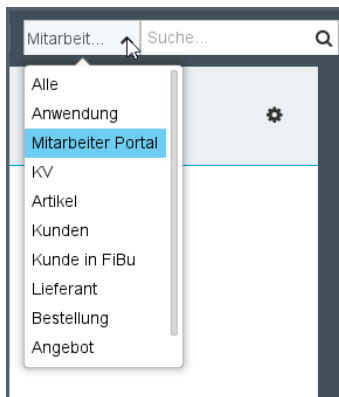 Mitarbeit... Suche...
Alle
Anwendung
Mitarbeiter Portal
KV
Artikel
Kunden
Kunde in FiBu
Lieferant
Bestellung
Angebot